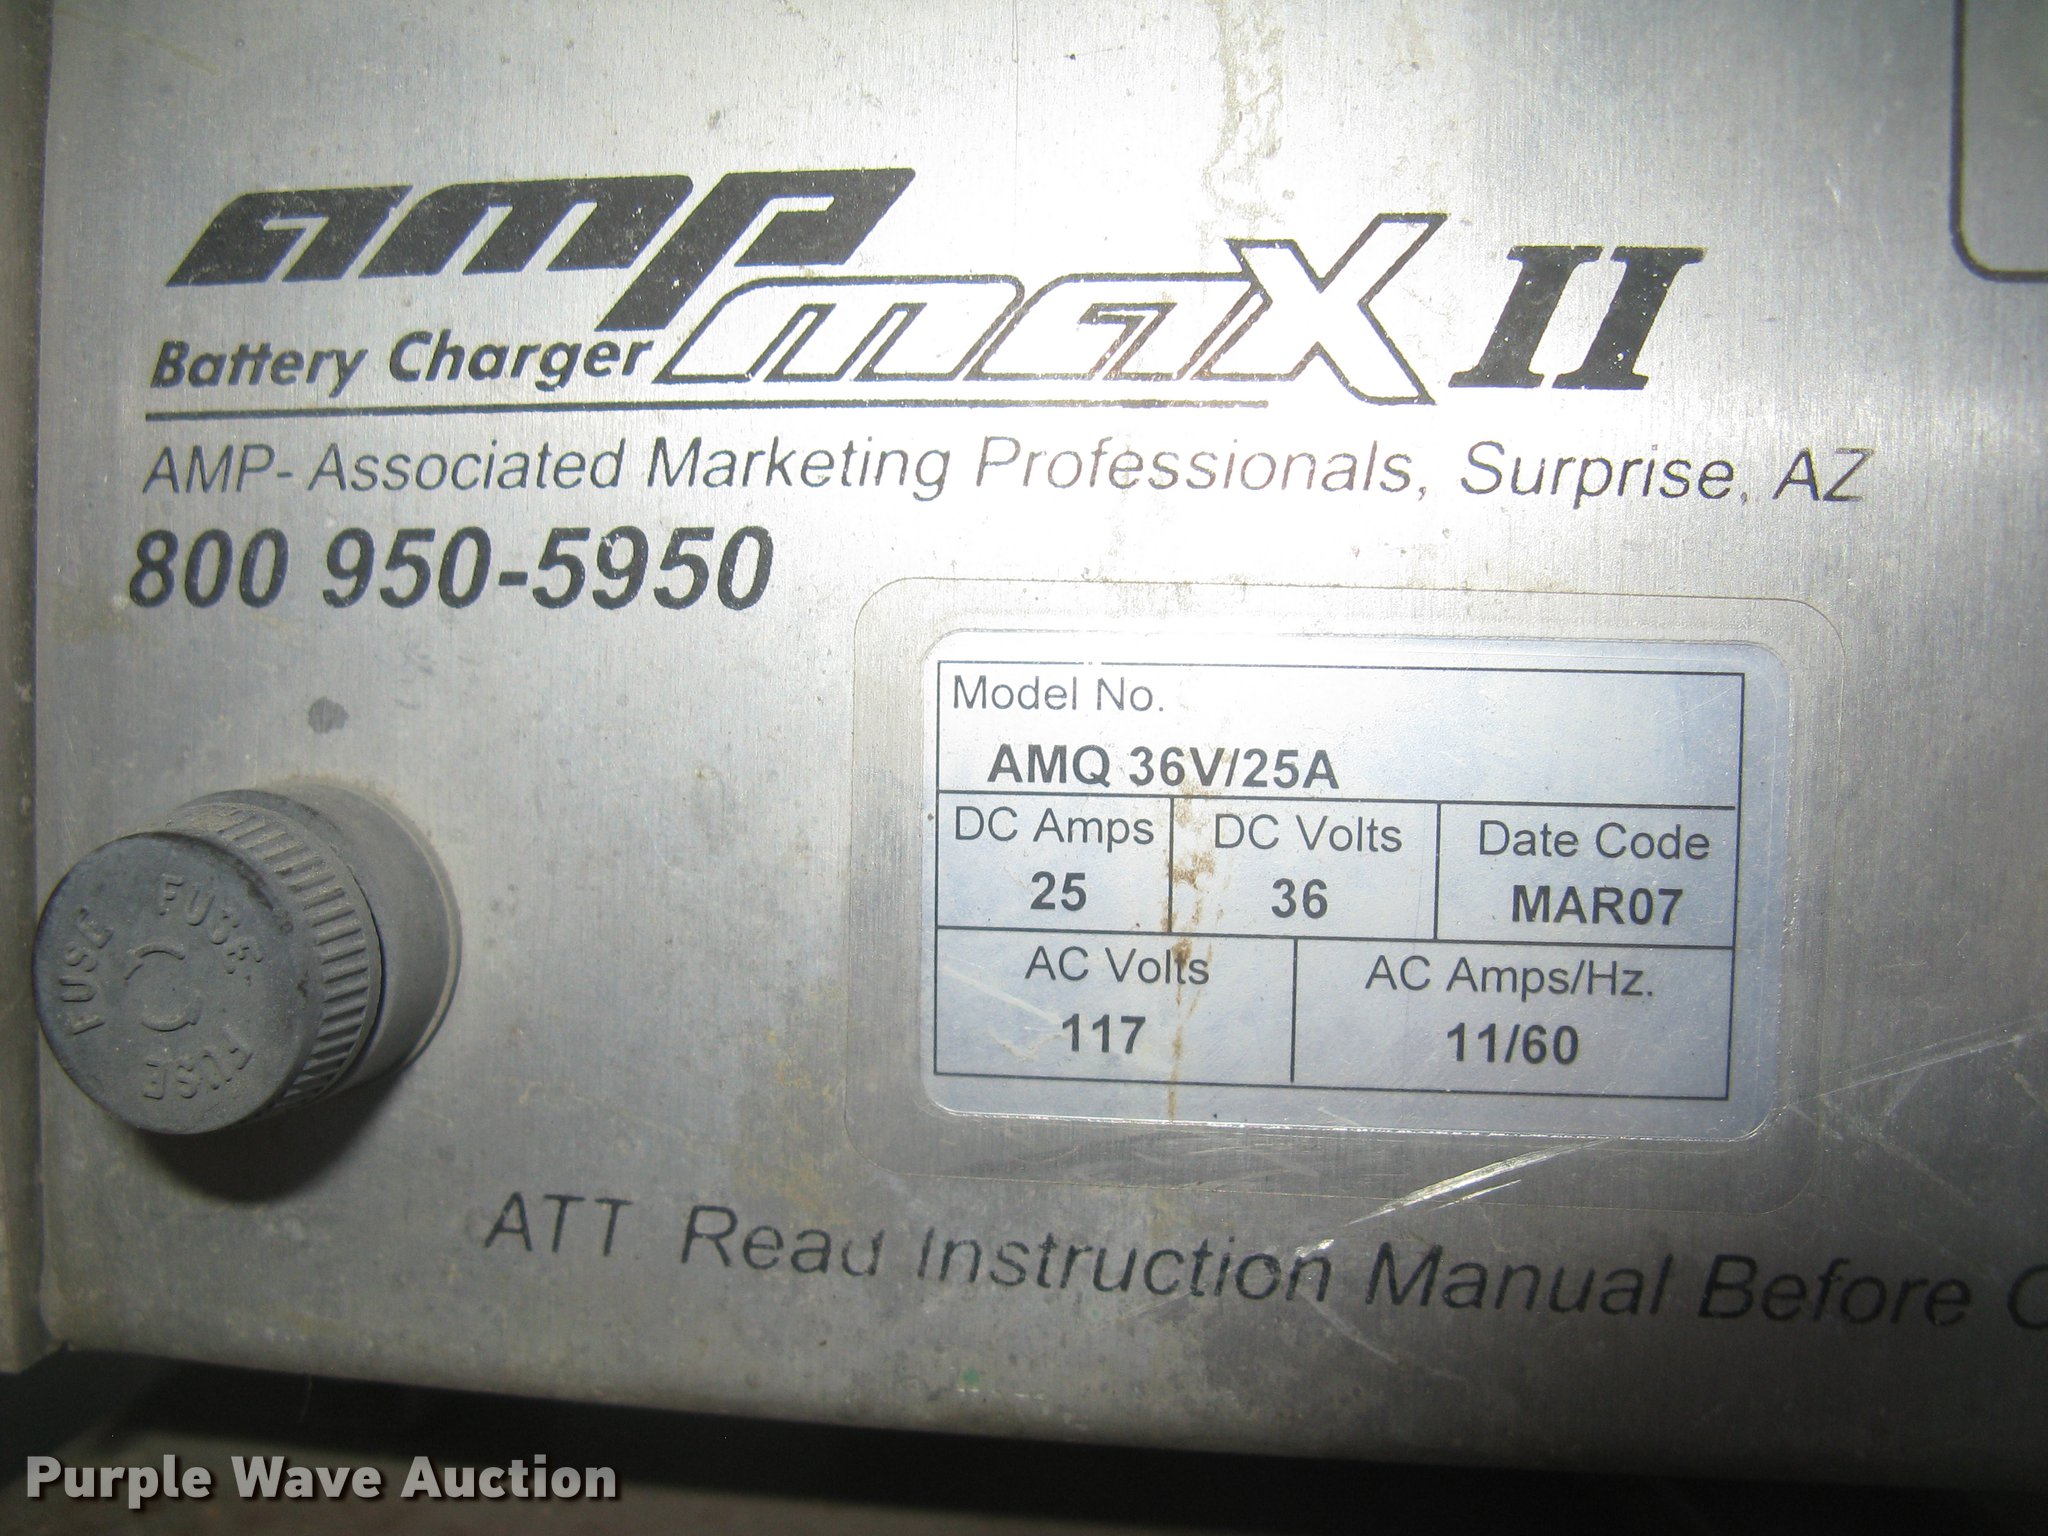 amp max II
Battery Charger
AMP- Associated Marketing Professionals, Surprise, AZ
800 950-5950
Model No.
AMQ 36V/25A
DC Amps DC Volts Date Code
25 36 MAR07
AC Volts AC Amps/Hz.
117 11/60
FUSE FUSE FUSE
ATT Read Instruction Manual Before
Purple Wave Auction